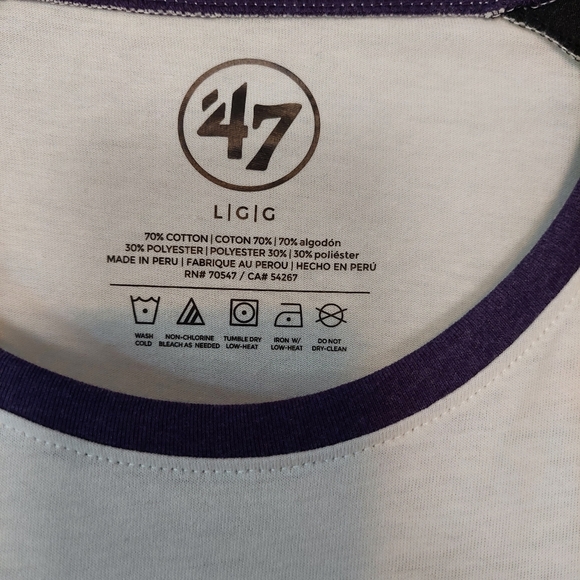 '47
L|G|G
70% COTTON | COTON 70% | 70% algodón
30% POLYESTER | POLYESTER 30% | 30% poliéster
MADE IN PERU | FABRIQUE AU PEROU | HECHO EN PERÚ
RN# 70547 / CA# 54267
WASH COLD
NON-CHLORINE BLEACH AS NEEDED
TUMBLE DRY LOW-HEAT
IRON W/ LOW-HEAT
DO NOT DRY-CLEAN